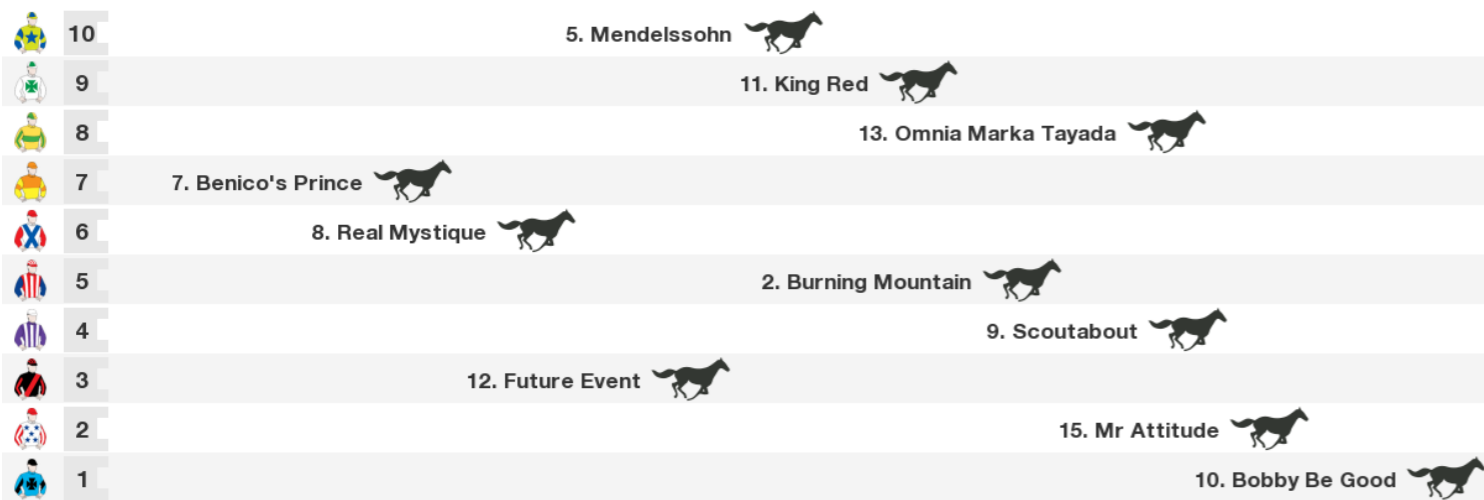 10 5. Mendelssohn
9 11. King Red
8 13. Omnia Marka Tayada
7 7. Benico's Prince
6 8. Real Mystique
5 2. Burning Mountain
4 9. Scoutabout
3 12. Future Event
2 15. Mr Attitude
1 10. Bobby Be Good